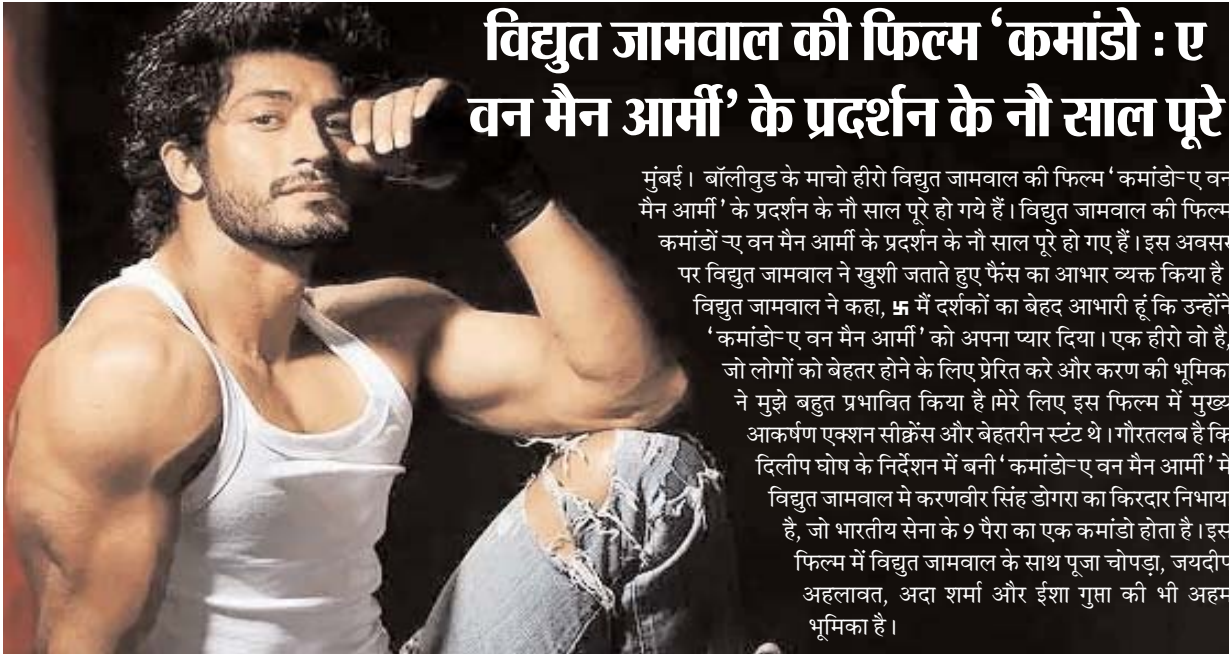 विद्युत जामवाल की फिल्म ‘कमांडो : ए
वन मैन आर्मी’ के प्रदर्शन के नौ साल पूरे
मुंबई। बॉलीवुड के माचो हीरो विद्युत जामवाल की फिल्म ‘कमांडो-ए वन
मैन आर्मी’ के प्रदर्शन के नौ साल पूरे हो गये हैं। विद्युत जामवाल की फिल्म
कमांडों -ए वन मैन आर्मी के प्रदर्शन के नौ साल पूरे हो गए हैं। इस अवसर
पर विद्युत जामवाल ने खुशी जताते हुए फैंस का आभार व्यक्त किया है
विद्युत जामवाल ने कहा, 卐 मैं दर्शकों का बेहद आभारी हूं कि उन्होंने
‘कमांडो-ए वन मैन आर्मी’ को अपना प्यार दिया। एक हीरो वो है,
जो लोगों को बेहतर होने के लिए प्रेरित करे और करण की भूमिका
ने मुझे बहुत प्रभावित किया है।मेरे लिए इस फिल्म में मुख्य
आकर्षण एक्शन सीक्वेंस और बेहतरीन स्टंट थे। गौरतलब है कि
दिलीप घोष के निर्देशन में बनी ‘कमांडो-ए वन मैन आर्मी’ में
विद्युत जामवाल मे करणवीर सिंह डोगरा का किरदार निभाय
है, जो भारतीय सेना के 9 पैरा का एक कमांडो होता है। इस
फिल्म में विद्युत जामवाल के साथ पूजा चोपड़ा, जयदीप
अहलावत, अदा शर्मा और ईशा गुप्ता की भी अहम
भूमिका है।